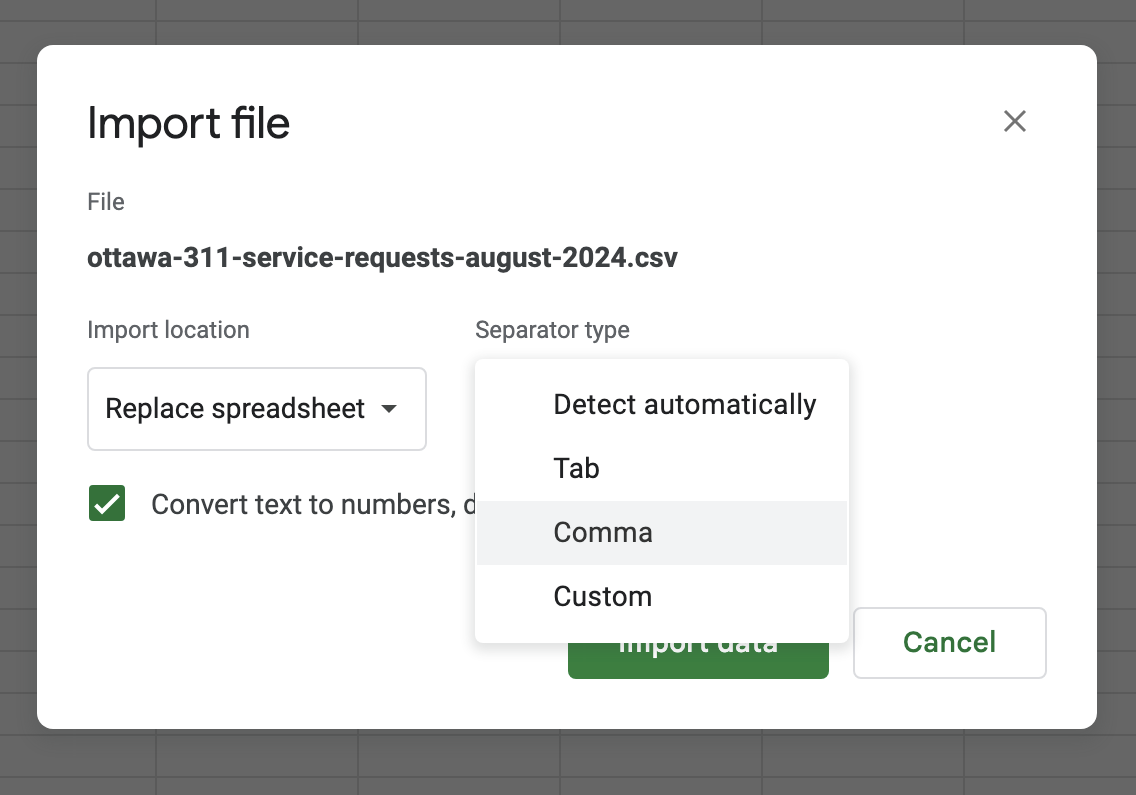 Import file
File
ottawa-311-service-requests-august-2024.csv
Import location
Separator type
Replace spreadsheet
Detect automatically
Tab
Convert text to numbers,
Comma
Custom
Import data
Cancel